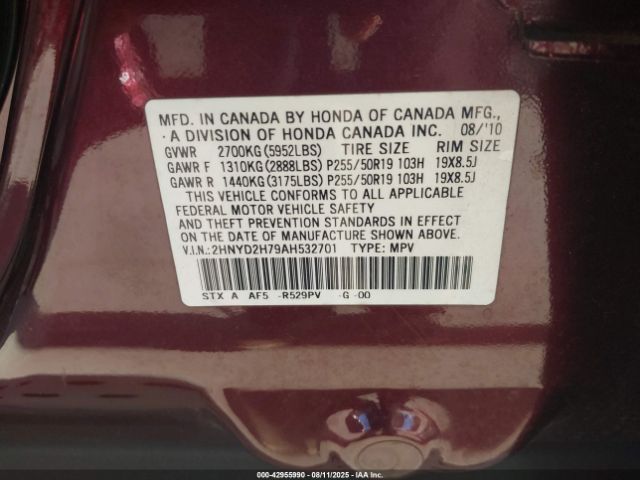 MFD. IN CANADA BY HONDA OF CANADA MFG.,
A DIVISION OF HONDA CANADA INC. 08/'10
GVWR 2700KG(5952LBS) TIRE SIZE RIM SIZE
GAWR F 1310KG(2888LBS) P255/50R19 103H 19X8.5J
GAWR R 1440KG(3175LBS) P255/50R19 103H 19X8.5J
THIS VEHICLE CONFORMS TO ALL APPLICABLE
FEDERAL MOTOR VEHICLE SAFETY
AND THEFT PREVENTION STANDARDS IN EFFECT
ON THE DATE OF MANUFACTURE SHOWN ABOVE.
V.I.N.:2HNYD2H79AH532701 TYPE: MPV
STX A AF5 -R529PV -G -00
000-42955990 - 08/11/2025 - IAA Inc.